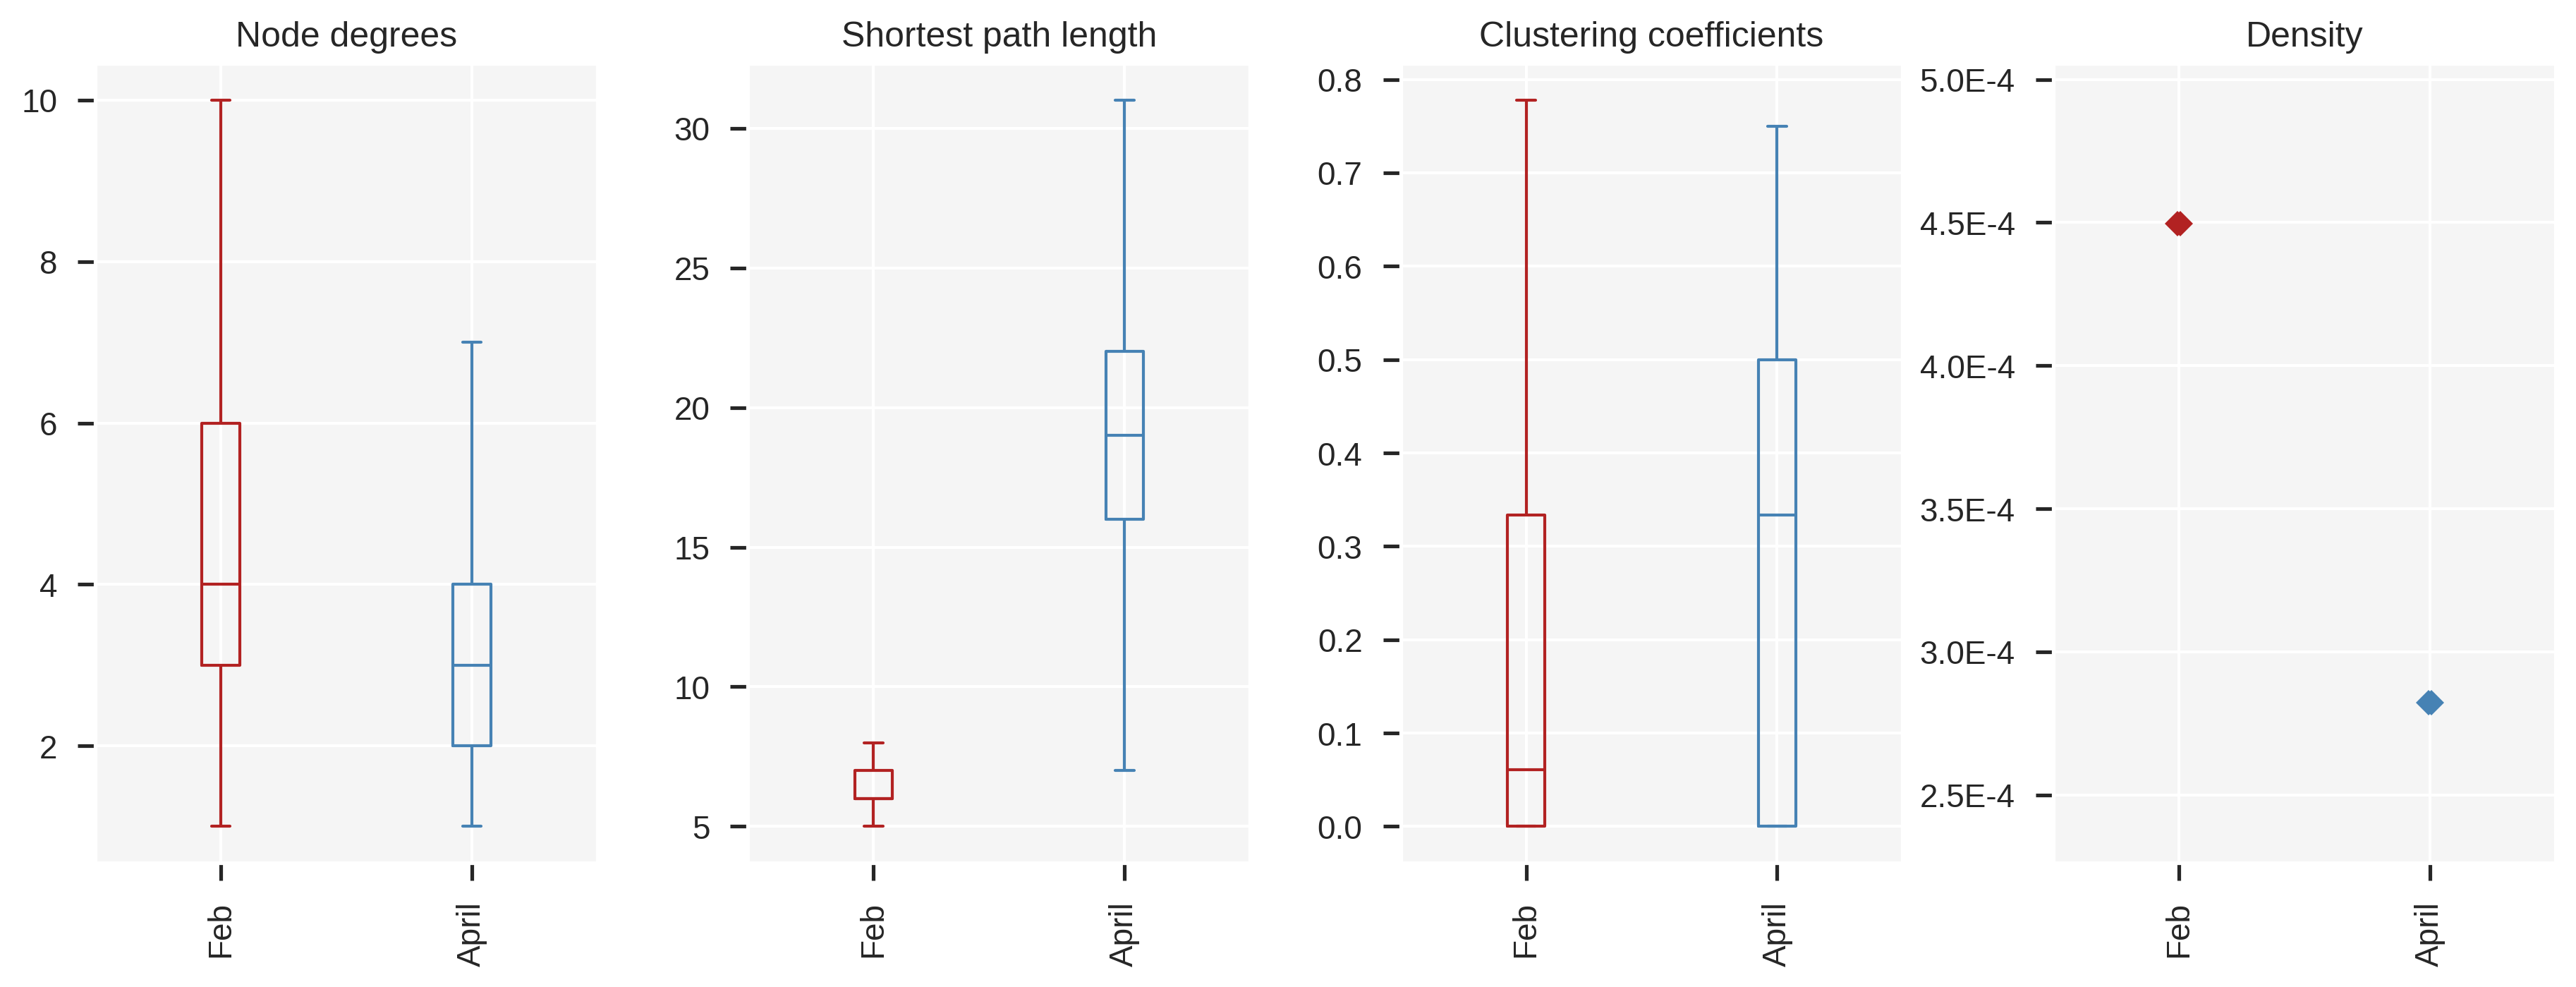 Node degrees
10
8
6
4
2
Feb
April
Shortest path length
30
25
20
15
10
5
Feb
April
Clustering coefficients
0.8
0.7
0.6
0.5
0.4
0.3
0.2
0.1
0.0
Feb
April
Density
5.0E-4
4.5E-4
4.0E-4
3.5E-4
3.0E-4
2.5E-4
Feb
April